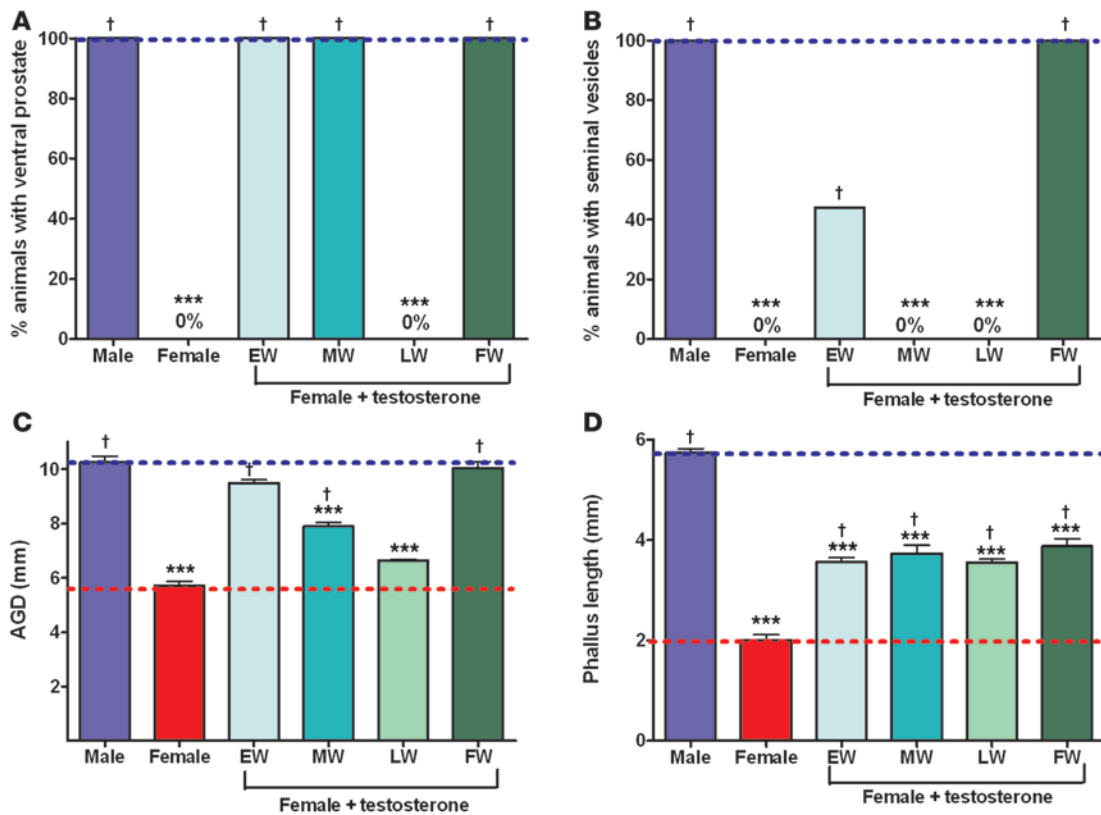 A
% animals with ventral prostate
100
80
60
40
20
0
†
†
†
†
***
0%
***
0%
Male
Female
EW
MW
LW
FW
Female + testosterone
B
% animals with seminal vesicles
100
80
60
40
20
0
†
†
†
***
0%
***
0%
***
0%
Male
Female
EW
MW
LW
FW
Female + testosterone
C
AGD (mm)
10
8
6
4
2
†
***
†
†
***
***
†
Male
Female
EW
MW
LW
FW
Female + testosterone
D
Phallus length (mm)
6
4
2
0
†
***
†
***
†
***
†
***
†
***
Male
Female
EW
MW
LW
FW
Female + testosterone